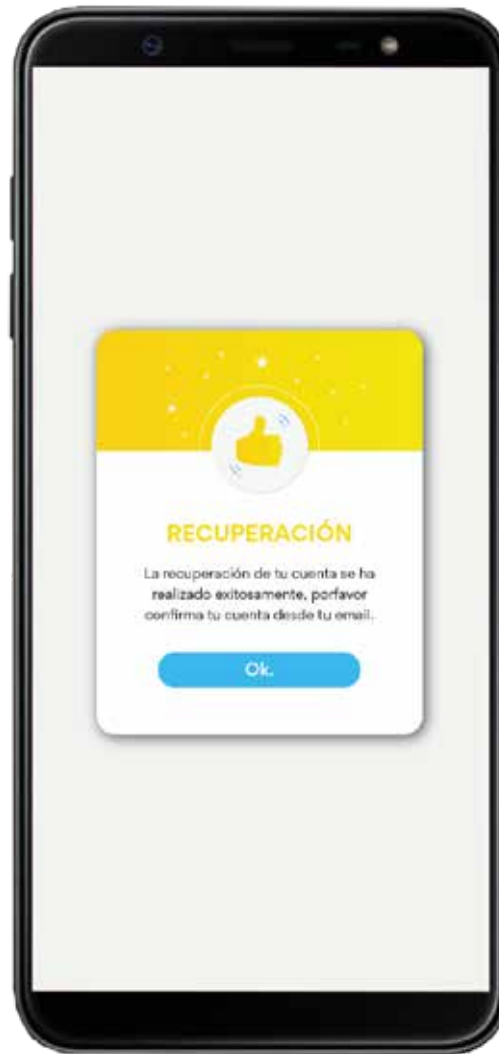 RECUPERACIÓN
La recuperación de tu cuenta se ha
realizado exitosamente, porfavor
confirma tu cuenta desde tu email.
Ok.